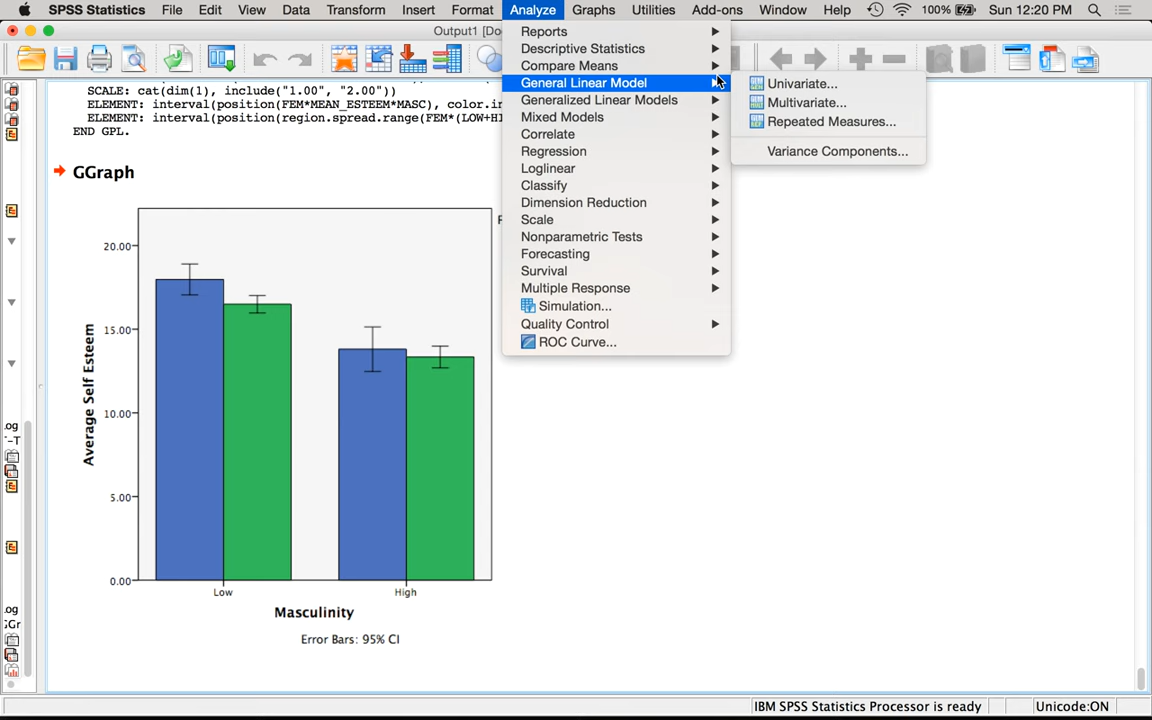 SPSS Statistics File Edit View Data Transform Insert Format Analyze Graphs Utilities Add-ons Window Help 100% Sun 12:20 PM
Output1 [Do
Reports
Descriptive Statistics
Compare Means
General Linear Model
Generalized Linear Models
Mixed Models
Correlate
Regression
Loglinear
Classify
Dimension Reduction
Scale
Nonparametric Tests
Forecasting
Survival
Multiple Response
Simulation...
Quality Control
ROC Curve...
Univariate...
Multivariate...
Repeated Measures...
Variance Components...
SCALE: cat(dim(1), include("1.00", "2.00"))
ELEMENT: interval(position(FEM*MEAN_ESTEEM*MASC), color.in
ELEMENT: interval(position(region.spread.range(FEM*(LOW+HI
END GPL.
GGraph
20.00
15.00
10.00
5.00
0.00
Average Self Esteem
Low High
Masculinity
Error Bars: 95% CI
og
-T
og
GGr
IBM SPSS Statistics Processor is ready Unicode:ON